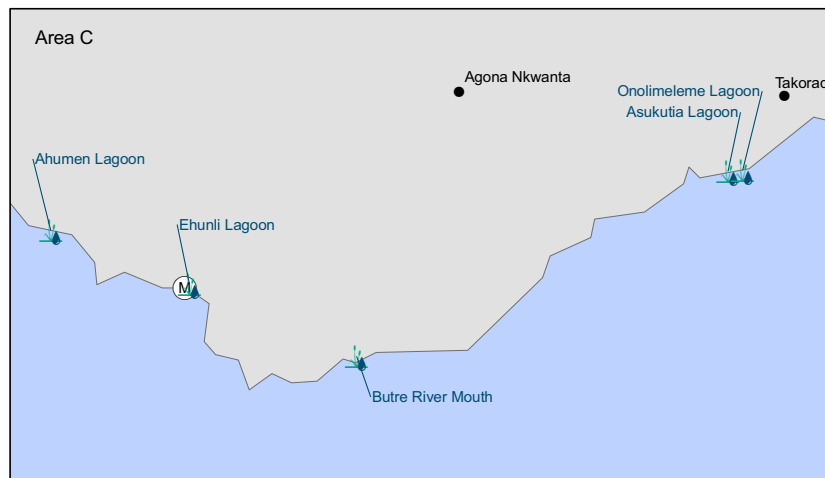 Area C
Agona Nkwanta
Onolimeleme Lagoon
Takorad
Asukutia Lagoon
Ahumen Lagoon
Ehunli Lagoon
M
Butre River Mouth